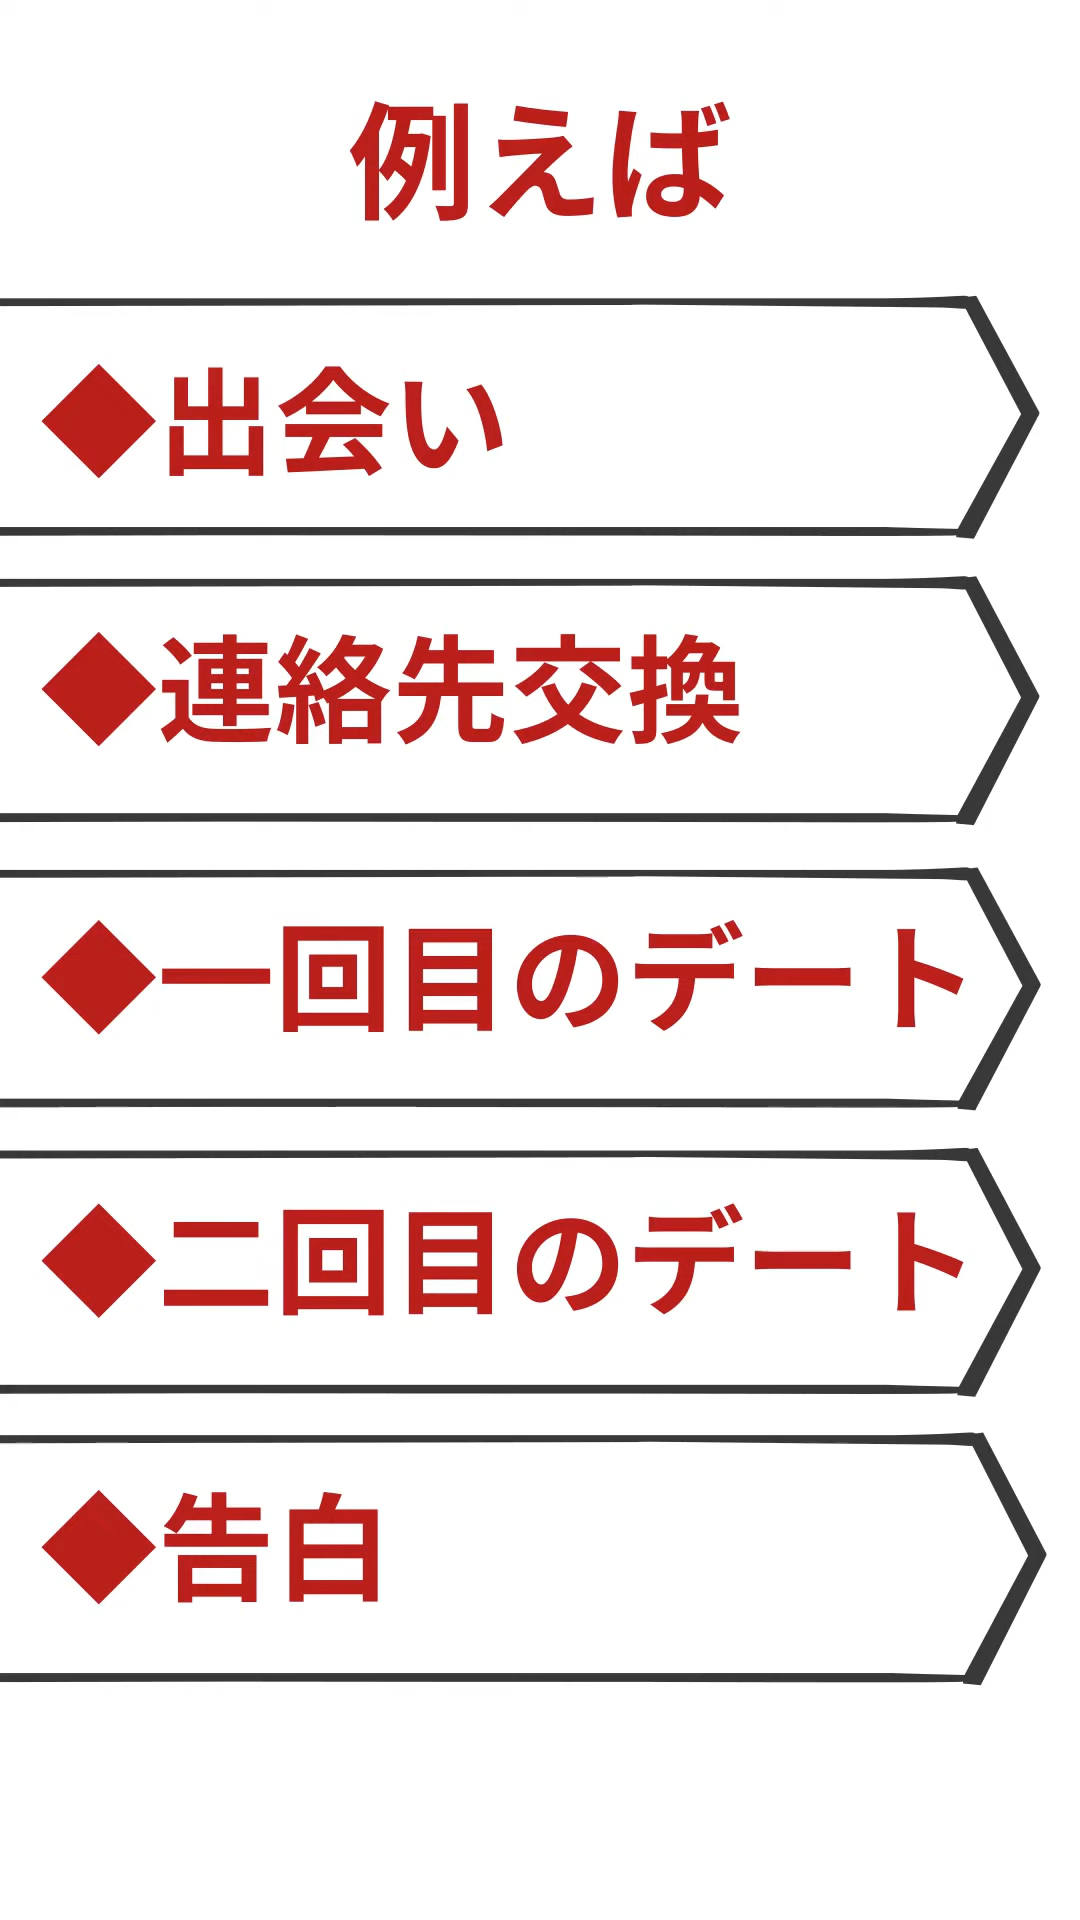 例えば
◆出会い
◆連絡先交換
◆一回目のデート
◆二回目のデート
◆告白